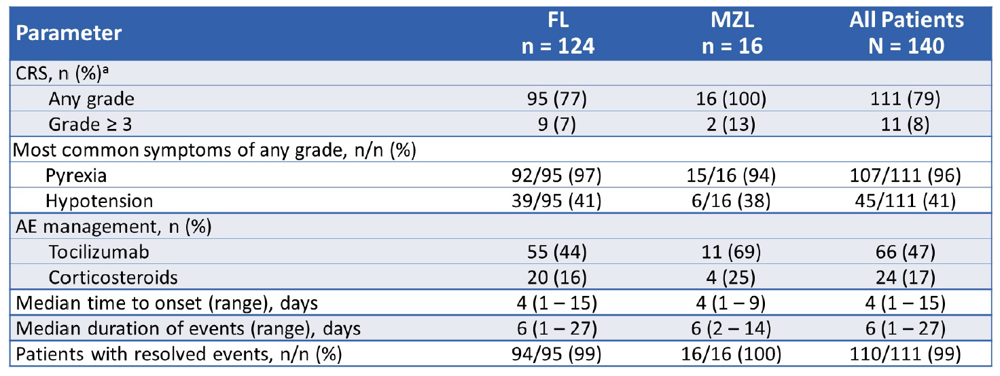 Parameter FL n = 124 MZL n = 16 All Patients N = 140
CRS, n (%)ᵃ
Any grade 95 (77) 16 (100) 111 (79)
Grade ≥ 3 9 (7) 2 (13) 11 (8)
Most common symptoms of any grade, n/n (%)
Pyrexia 92/95 (97) 15/16 (94) 107/111 (96)
Hypotension 39/95 (41) 6/16 (38) 45/111 (41)
AE management, n (%)
Tocilizumab 55 (44) 11 (69) 66 (47)
Corticosteroids 20 (16) 4 (25) 24 (17)
Median time to onset (range), days 4 (1 – 15) 4 (1 – 9) 4 (1 – 15)
Median duration of events (range), days 6 (1 – 27) 6 (2 – 14) 6 (1 – 27)
Patients with resolved events, n/n (%) 94/95 (99) 16/16 (100) 110/111 (99)